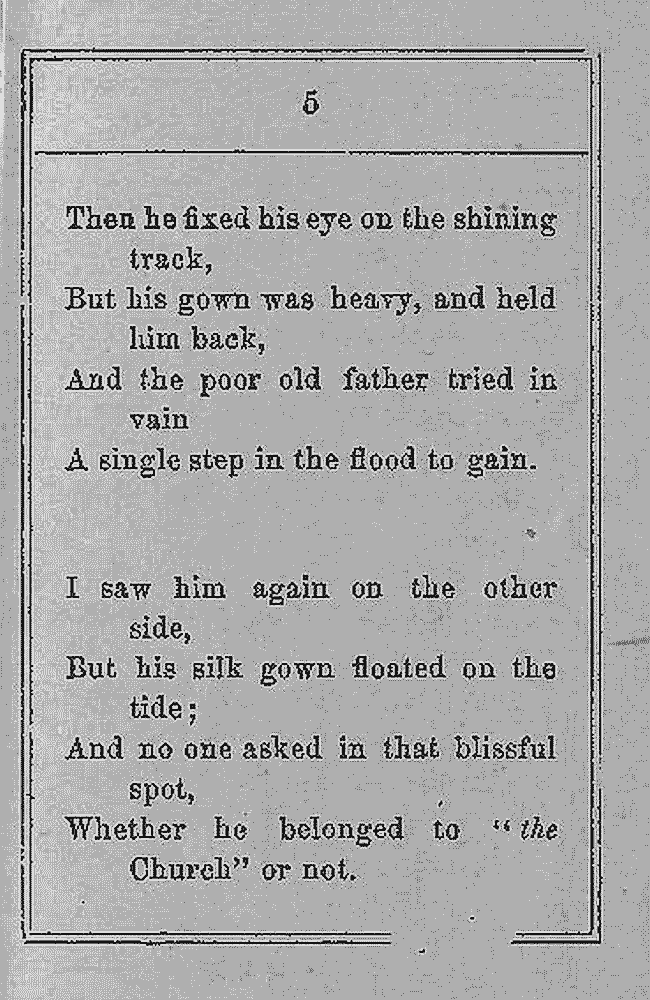 5
Then he fixed his eye on the shining
track,
But his gown was heavy, and held
him back,
And the poor old father tried in
vain
A single step in the flood to gain.
I saw him again on the other
side,
But his silk gown floated on the
tide;
And no one asked in that blissful
spot,
Whether he belonged to "the
Church" or not.